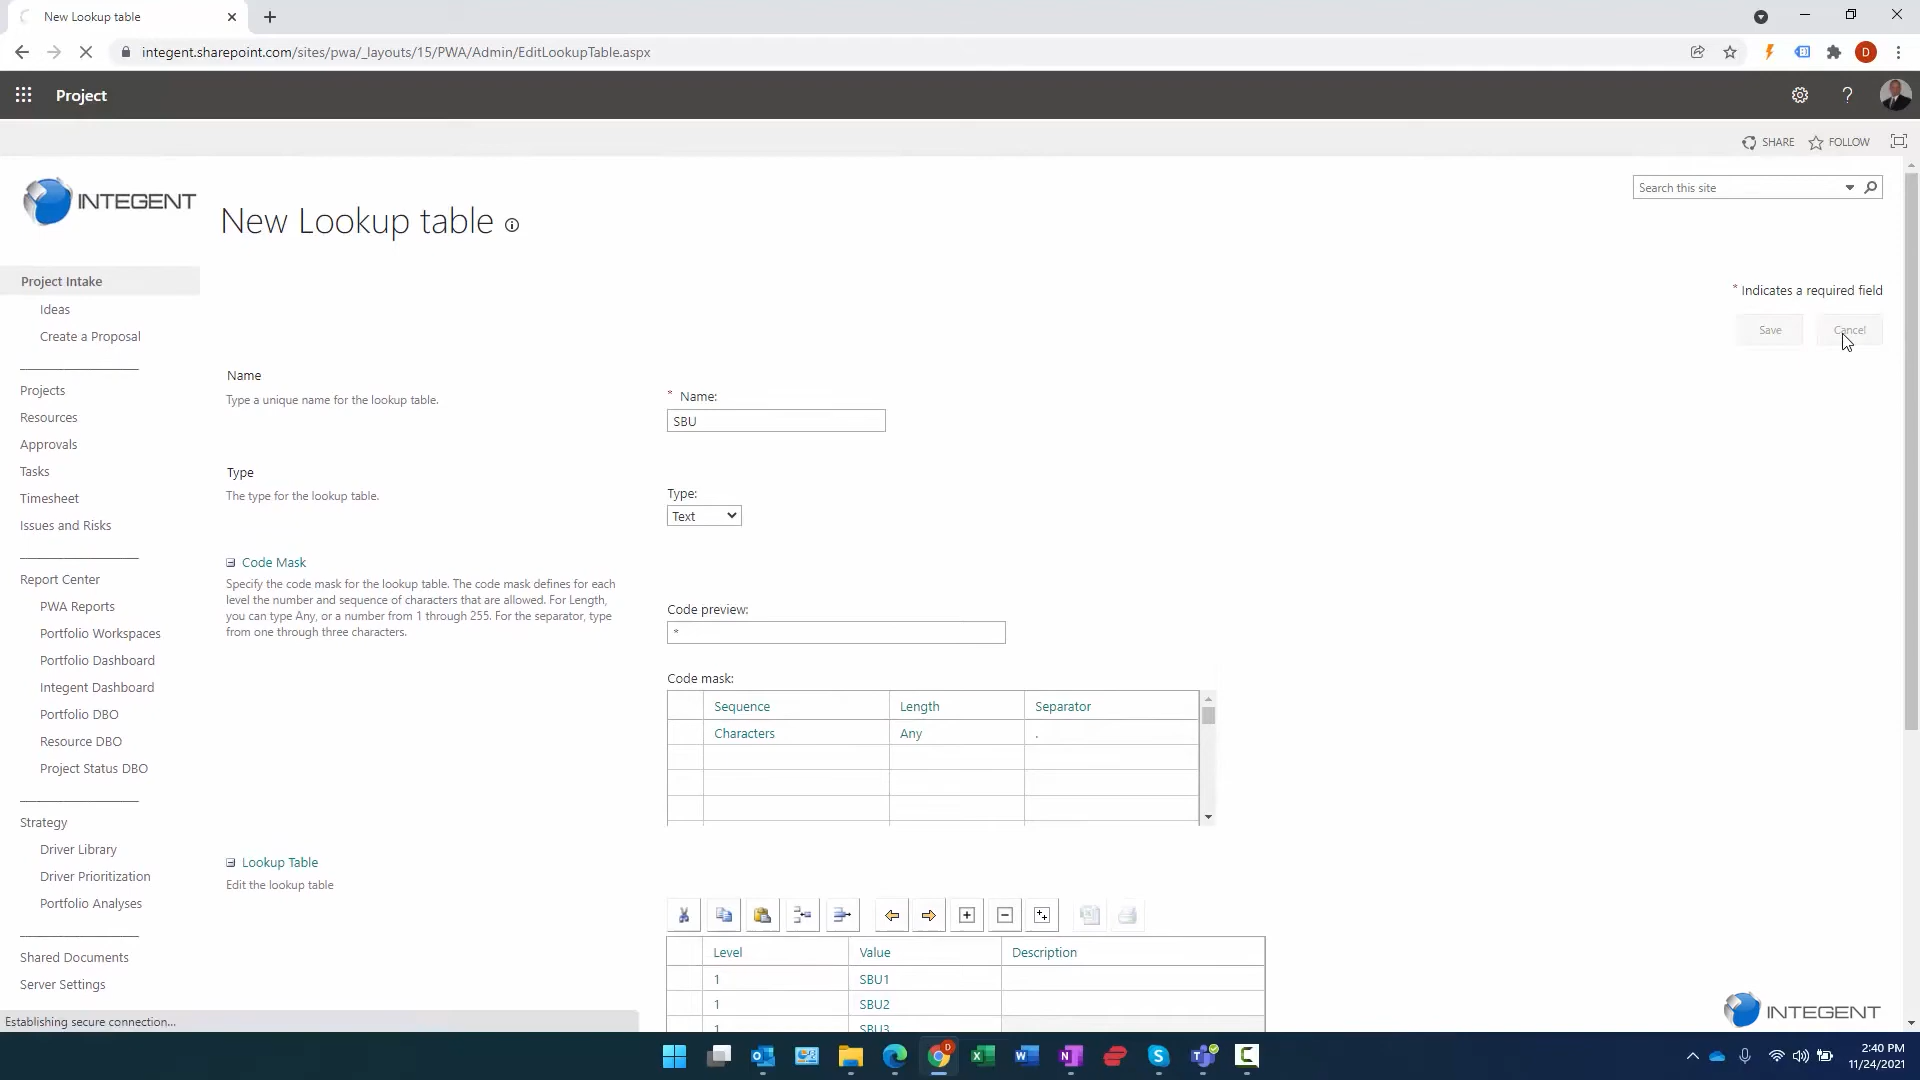 New Lookup table
integent.sharepoint.com/sites/pwa/_layouts/15/PWA/Admin/EditLookupTable.aspx
D
Project
SHARE
FOLLOW
INTEGENT
New Lookup table
Search this site
Project Intake
Ideas
Create a Proposal
Projects
Resources
Approvals
Tasks
Timesheet
Issues and Risks
Report Center
PWA Reports
Portfolio Workspaces
Portfolio Dashboard
Integent Dashboard
Portfolio DBO
Resource DBO
Project Status DBO
Strategy
Driver Library
Driver Prioritization
Portfolio Analyses
Shared Documents
Server Settings
* Indicates a required field
Save
Cancel
Name
Type a unique name for the lookup table.
* Name:
SBU
Type
The type for the lookup table.
Type:
Text
Code Mask
Specify the code mask for the lookup table. The code mask defines for each
level the number and sequence of characters that are allowed. For Length,
you can type Any, or a number from 1 through 255. For the separator, type
from one through three characters.
Code preview:
*
Code mask:
Sequence Length Separator
Characters Any .
Lookup Table
Edit the lookup table
Level Value Description
1 SBU1
1 SBU2
1 SBU3
INTEGENT
Establishing secure connection...
2:40 PM
11/24/2021